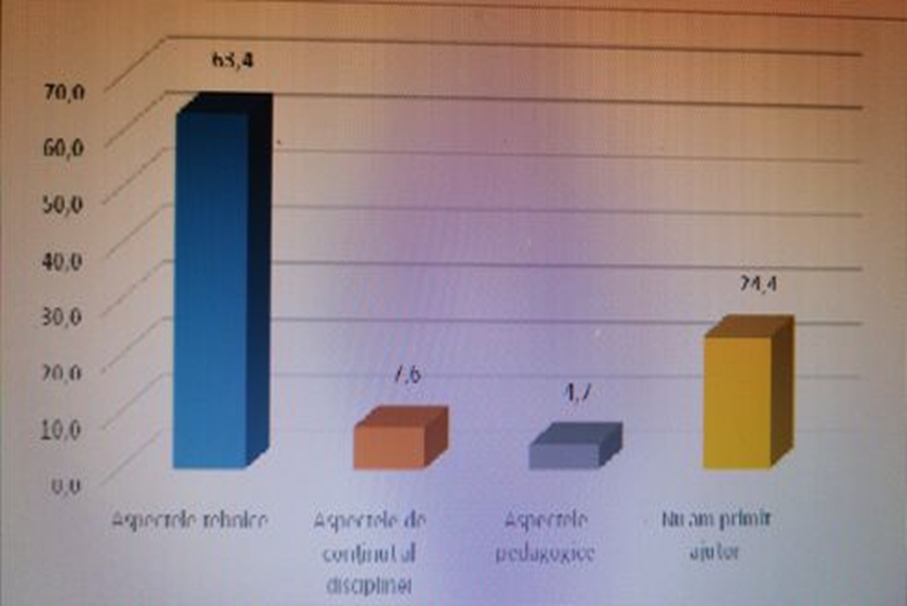 63,4
70,0
60,0
50,0
40,0
30,0
20,0
10,0
0,0
7,6
4,7
24,4
Aspectele tehnice
Aspectele de
conținut al
disciplinei
Aspectele
pedagogice
Nu am primit
ajutor